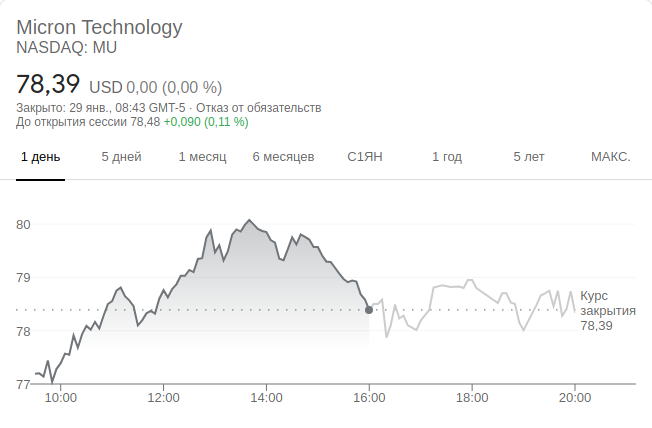 Micron Technology
NASDAQ: MU
78,39 USD 0,00 (0,00 %)
Закрыто: 29 янв., 08:43 GMT-5 · Отказ от обязательств
До открытия сессии 78,48 +0,090 (0,11 %)
1 день 5 дней 1 месяц 6 месяцев С1ЯН 1 год 5 лет МАКС.
80
79
Курс
закрытия
78,39
78
77
10:00 12:00 14:00 16:00 18:00 20:00